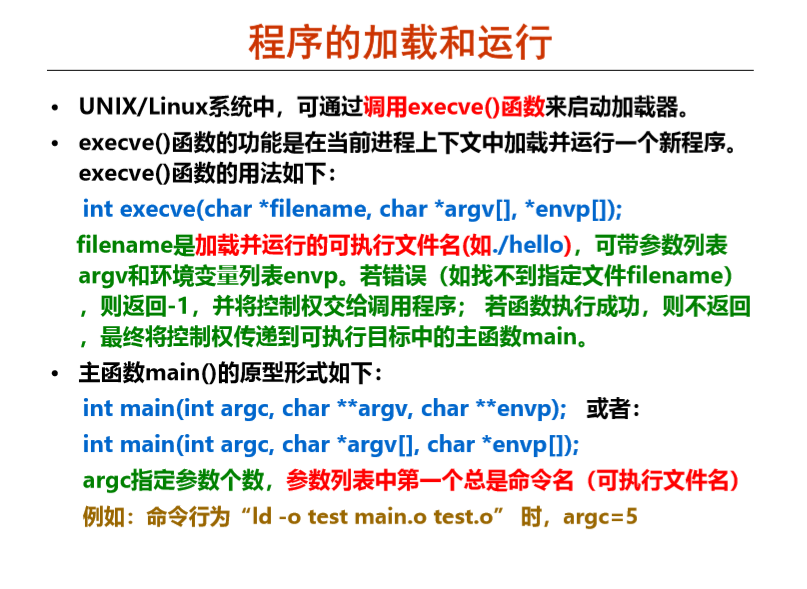 程序的加载和运行
• UNIX/Linux系统中，可通过调用execve()函数来启动加载器。
• execve()函数的功能是在当前进程上下文中加载并运行一个新程序。
execve()函数的用法如下：
int execve(char *filename, char *argv[], *envp[]);
filename是加载并运行的可执行文件名(如./hello)，可带参数列表
argv和环境变量列表envp。若错误（如找不到指定文件filename）
，则返回-1，并将控制权交给调用程序； 若函数执行成功，则不返回
，最终将控制权传递到可执行目标中的主函数main。
• 主函数main()的原型形式如下：
int main(int argc, char **argv, char **envp); 或者：
int main(int argc, char *argv[], char *envp[]);
argc指定参数个数，参数列表中第一个总是命令名（可执行文件名）
例如：命令行为“ld -o test main.o test.o” 时，argc=5